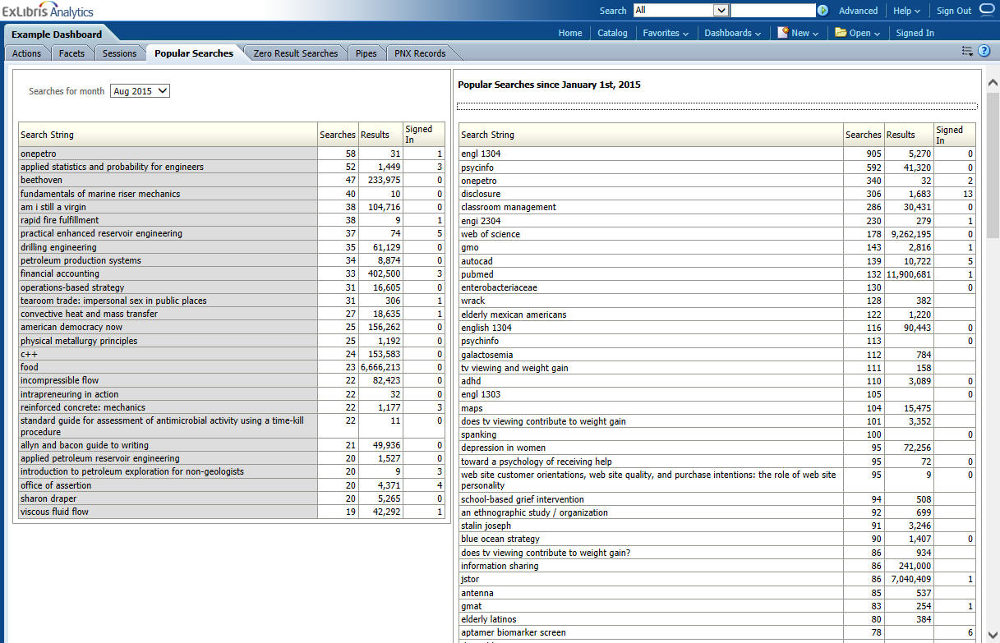 ExLibris Analytics
Search All Advanced Help Sign Out
Example Dashboard
Home Catalog Favorites Dashboards New Open Signed In
Actions Facets Sessions Popular Searches Zero Result Searches Pipes PNX Records
Searches for month Aug 2015
Search String Searches Results Signed In
onepetro 58 31 1
applied statistics and probability for engineers 52 1,449 3
beethoven 47 233,975 0
fundamentals of marine riser mechanics 40 10 0
am i still a virgin 38 104,716 0
rapid fire fulfillment 38 9 1
practical enhanced reservoir engineering 37 74 5
drilling engineering 35 61,129 0
petroleum production systems 34 8,874 0
financial accounting 33 402,500 3
operations-based strategy 31 16,605 0
tearoom trade: impersonal sex in public places 31 306 1
convective heat and mass transfer 27 18,635 1
american democracy now 25 156,262 0
physical metallurgy principles 25 1,192 0
c++ 24 153,583 0
food 23 6,666,213 0
incompressible flow 22 82,423 0
intrapreneuring in action 22 32 0
reinforced concrete: mechanics 22 1,177 3
standard guide for assessment of antimicrobial activity using a time-kill 22 11 0
procedure
allyn and bacon guide to writing 21 49,936 0
applied petroleum reservoir engineering 20 1,527 0
introduction to petroleum exploration for non-geologists 20 9 3
office of assertion 20 4,371 4
sharon draper 20 5,265 0
viscous fluid flow 19 42,292 1
Popular Searches since January 1st, 2015
Search String Searches Results Signed In
engl 1304 905 5,270 0
psycinfo 592 41,320 0
onepetro 340 32 2
disclosure 306 1,683 13
classroom management 286 30,431 0
engi 2304 230 279 1
web of science 178 9,262,195 0
gmo 143 2,816 1
autocad 139 10,722 5
pubmed 132 11,900,681 1
enterobacteriaceae 130 0
wrack 128 382
elderly mexican americans 122 1,220
english 1304 116 90,443 0
psychinfo 113 0
galactosemia 112 784
tv viewing and weight gain 111 158
adhd 110 3,089 0
engl 1303 105 0
maps 104 15,475
does tv viewing contribute to weight gain 101 3,352
spanking 100 0
depression in women 95 72,256
toward a psychology of receiving help 95 72 0
web site customer orientations, web site quality, and purchase intentions: the role of web site 95 9 0
personality
school-based grief intervention 94 508
an ethnographic study / organization 92 699
stalin joseph 91 3,246
blue ocean strategy 90 1,407 0
does tv viewing contribute to weight gain? 86 934
information sharing 86 241,000
jstor 86 7,040,409 1
antenna 85 537
gmat 83 254 1
elderly latinos 80 384
aptamer biomarker screen 78 6